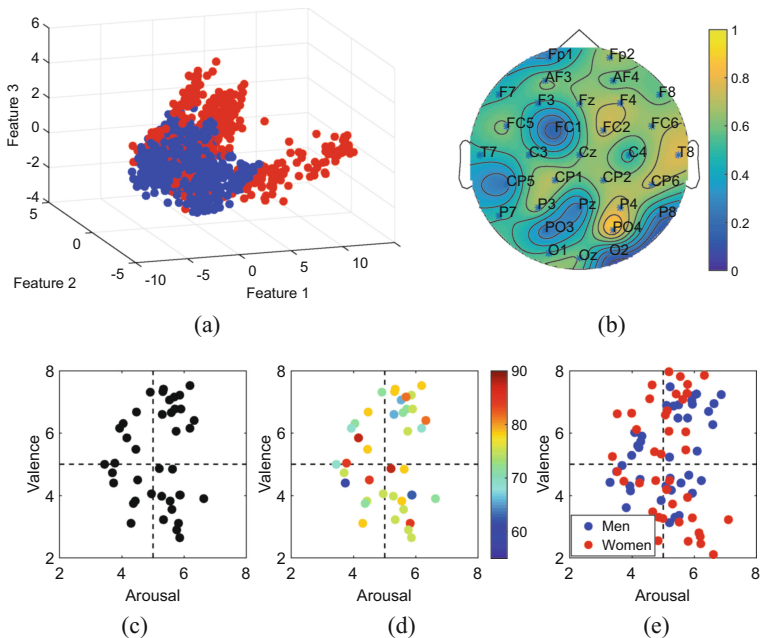 6
4
2
0
-2
-4
Feature 3
5
0
-5
Feature 2
-10
-5
0
5
10
Feature 1
(a)
Fp1 Fp2
AF3 AF4
F7 F3 Fz F4 F8
FC5 FC1 FC2 FC6
T7 C3 Cz C4 T8
CP5 CP1 CP2 CP6
P7 P3 Pz P4 P8
PO3 PO4
O1 Oz O2
1
0.8
0.6
0.4
0.2
0
(b)
8
6
4
2
Valence
2 4 6 8
Arousal
(c)
8
6
4
2
Valence
2 4 6 8
Arousal
90
80
70
60
(d)
8
6
4
2
Valence
Men
Women
2 4 6 8
Arousal
(e)